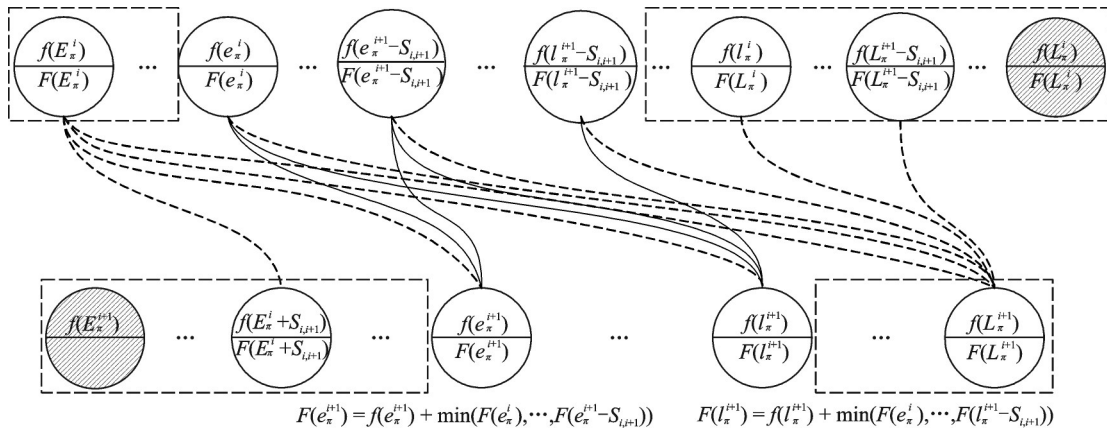 f(E_π^i) f(e_π^i) f(e_π^{i+1}−S_{i,i+1}) f(l_π^{i+1}−S_{i,i+1}) f(l_π^i) f(L_π^{i+1}−S_{i,i+1}) f(L_π^i)
··· ··· ··· ··· ··· ···
F(E_π^i) F(e_π^i) F(e_π^{i+1}−S_{i,i+1}) F(l_π^{i+1}−S_{i,i+1}) F(L_π^i) F(L_π^{i+1}−S_{i,i+1}) F(L_π^i)
f(E_π^{i+1}) f(E_π^i+S_{i,i+1}) f(e_π^{i+1}) f(l_π^{i+1}) f(L_π^{i+1})
··· ··· ··· ···
F(E_π^i+S_{i,i+1}) F(e_π^{i+1}) F(l_π^{i+1}) F(L_π^{i+1})
F(e_π^{i+1}) = f(e_π^{i+1}) + min(F(e_π^i),···,F(e_π^{i+1}−S_{i,i+1})) F(l_π^{i+1}) = f(l_π^{i+1}) + min(F(e_π^i),···,F(l_π^{i+1}−S_{i,i+1}))